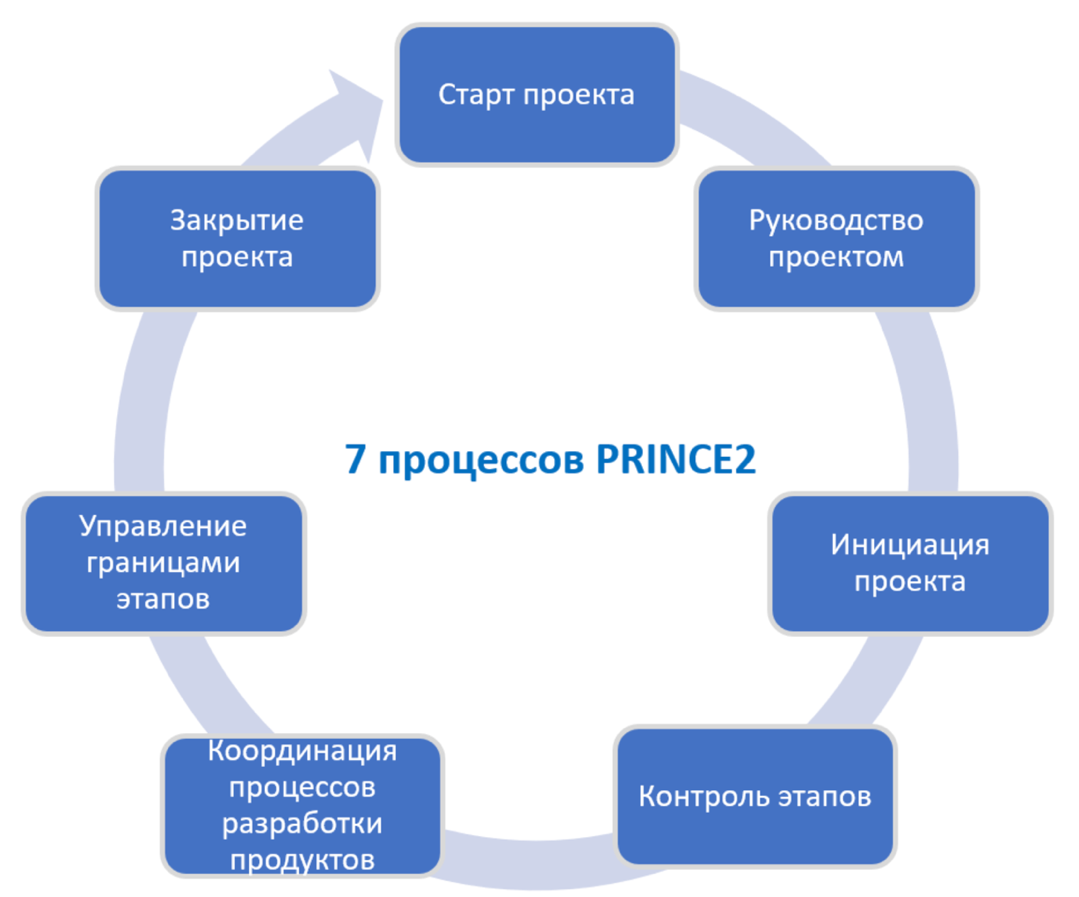 Старт проекта
Руководство
проектом
Инициация
проекта
Контроль этапов
Координация
процессов
разработки
продуктов
Управление
границами
этапов
Закрытие
проекта
7 процессов PRINCE2